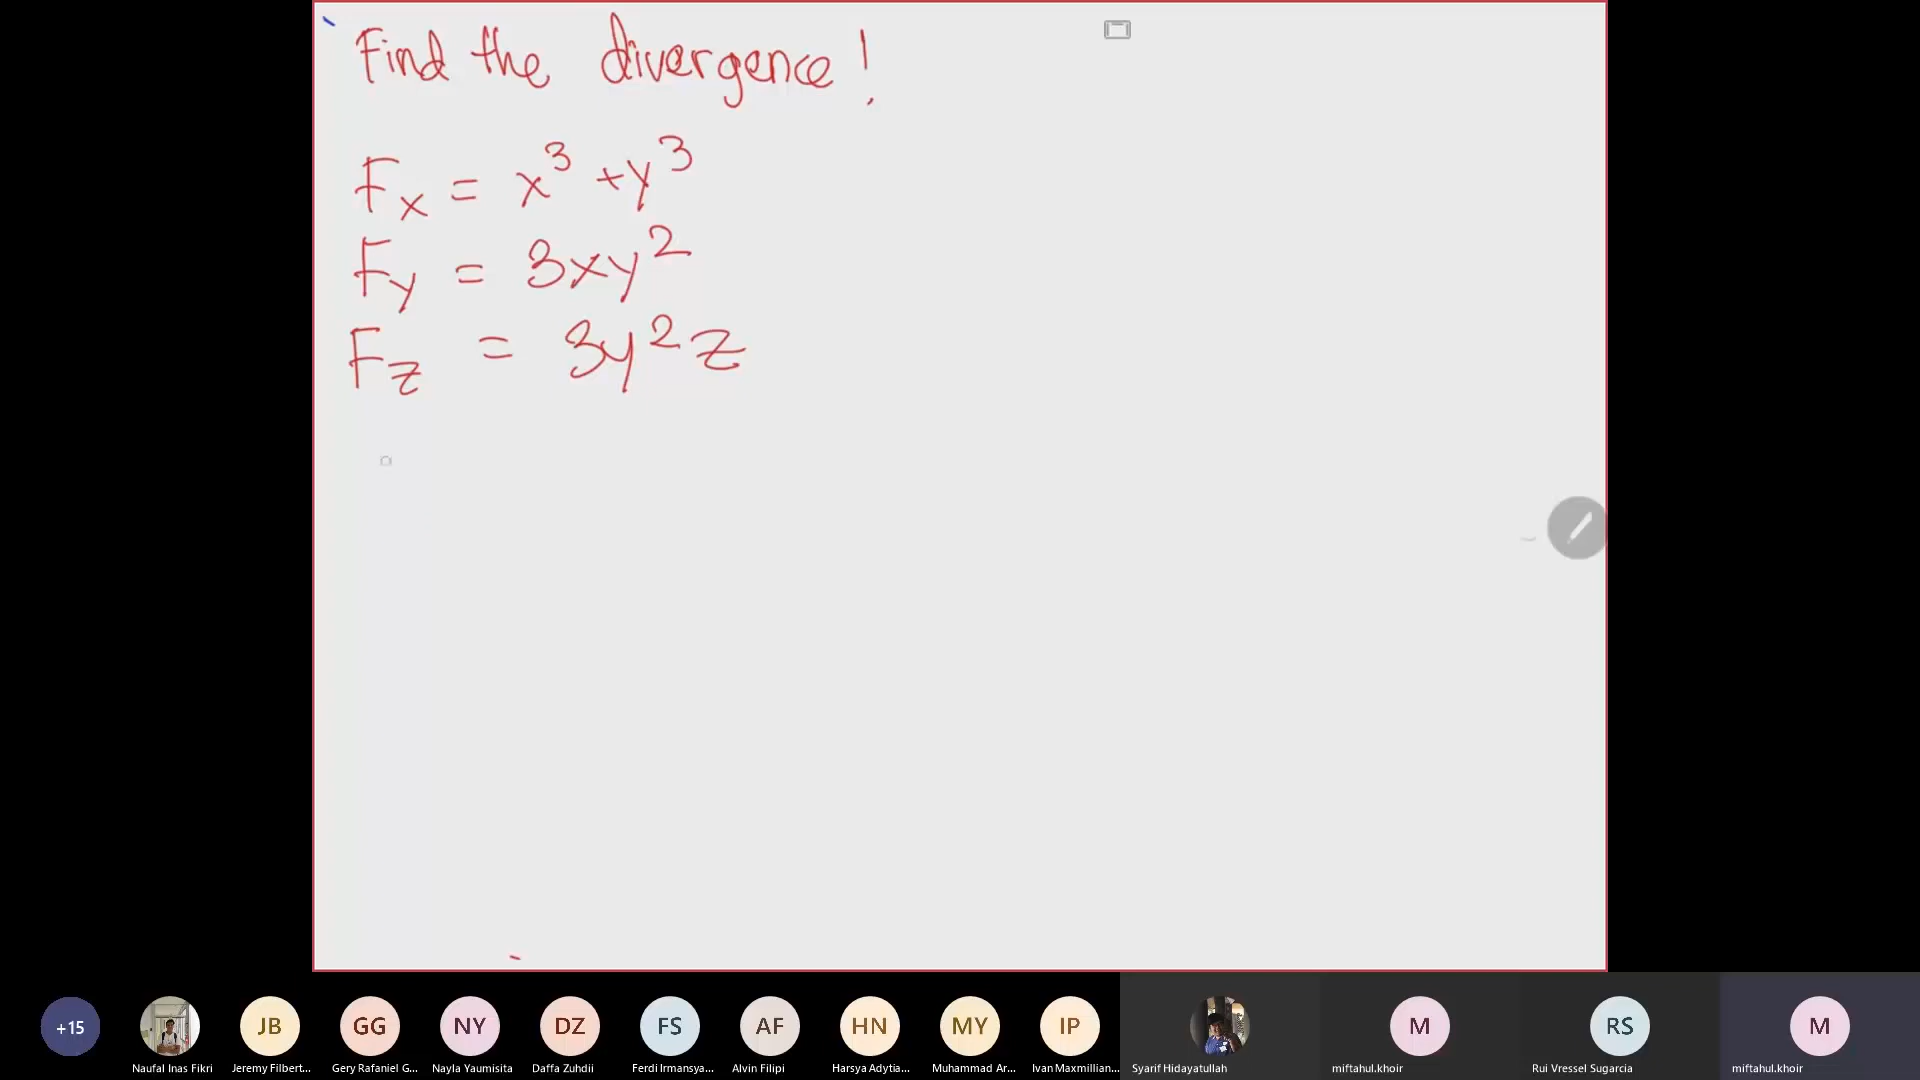 Find the divergence!
Fx = x³ + y³
Fy = 3xy²
Fz = 3y²z
+15
JB
GG
NY
DZ
FS
AF
HN
MY
IP
M
RS
M
Naufal Inas Fikri
Jeremy Filbert...
Gery Rafaniel G...
Nayla Yaumisita
Daffa Zuhdii
Ferdi Irmansya...
Alvin Filipi
Harsya Adytia...
Muhammad Ar...
Ivan Maxmillian...
Syarif Hidayatullah
miftahul.khoir
Rui Vressel Sugarcia
miftahul.khoir